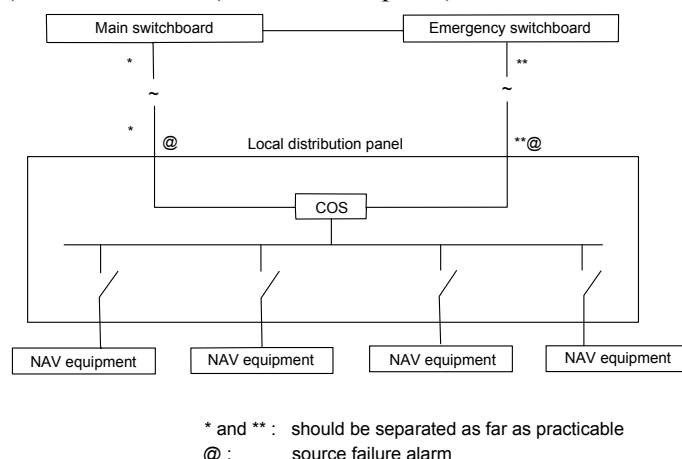 Main switchboard
Emergency switchboard
*
**
~
~
*
@
Local distribution panel
**@
COS
NAV equipment
NAV equipment
NAV equipment
NAV equipment
* and ** : should be separated as far as practicable
@ : source failure alarm